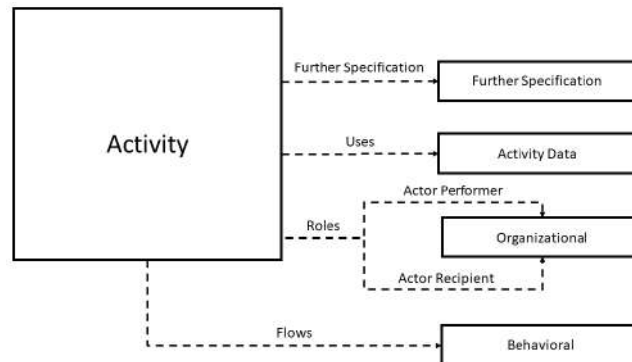 Activity
Further Specification
Further Specification
Uses
Activity Data
Actor Performer
Roles
Organizational
Actor Recipient
Flows
Behavioral